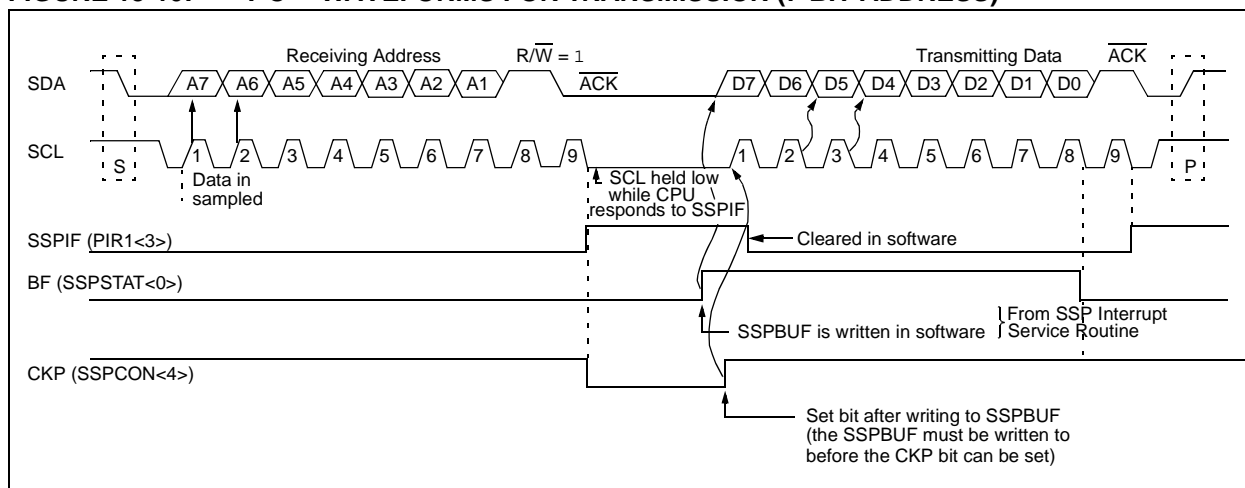 WAVEFORMS FOR TRANSMISSION (7-BIT ADDRESS)
Receiving Address R/W = 1 Transmitting Data ACK
SDA A7 A6 A5 A4 A3 A2 A1 ACK D7 D6 D5 D4 D3 D2 D1 D0
SCL 1 2 3 4 5 6 7 8 9 1 2 3 4 5 6 7 8 9
S P
Data in
sampled
SCL held low
while CPU
responds to SSPIF
SSPIF (PIR1<3>)
Cleared in software
BF (SSPSTAT<0>)
SSPBUF is written in software
From SSP Interrupt
Service Routine
CKP (SSPCON<4>)
Set bit after writing to SSPBUF
(the SSPBUF must be written to
before the CKP bit can be set)